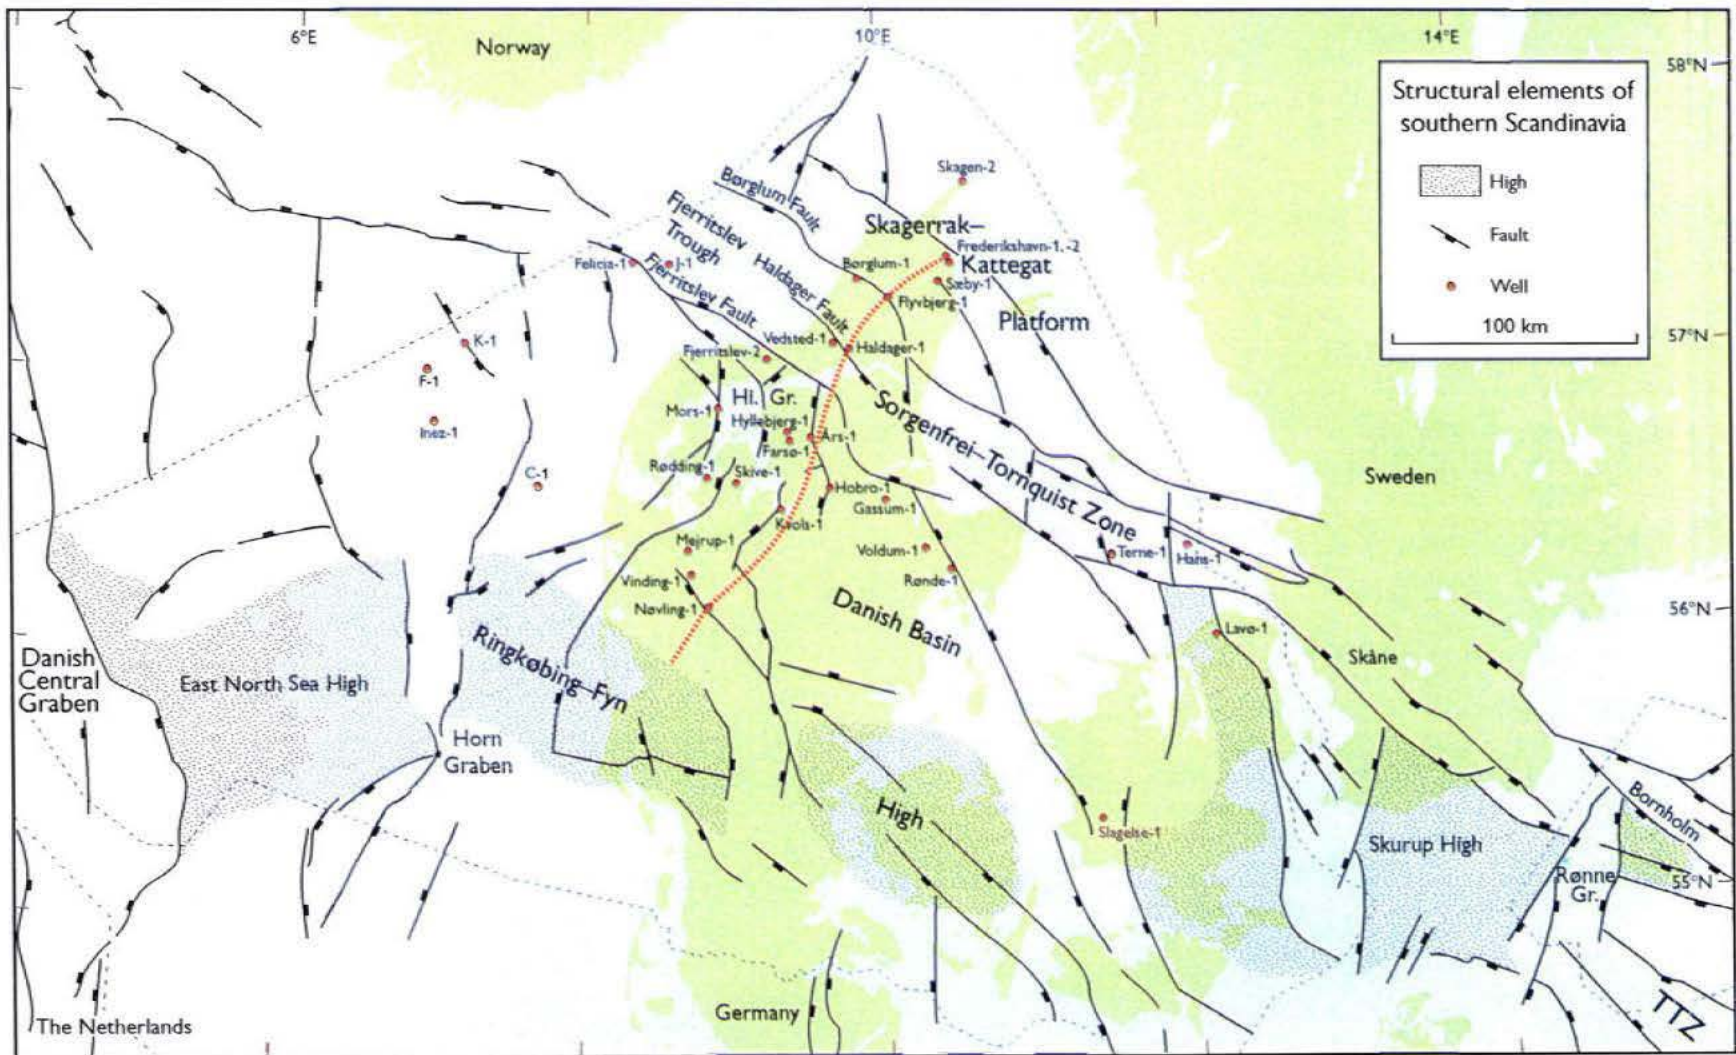 6°E
10°E
14°E
58°N
57°N
56°N
55°N
Norway
Structural elements of
southern Scandinavia
High
Fault
Well
100 km
Skagen-2
Børglum Fault
Fjerritslev
Trough
Skagerrak–
Kattegat
Platform
Frederikshavn-1,-2
Felicia-1
J-1
Fjerritslev Fault
Haldager Fault
Børglum-1
Sæby-1
Flyvbjerg-1
K-1
Vedsted-1
Haldager-1
Fjerritslev-2
F-1
Hi. Gr.
Mors-1
Inez-1
Hyllebjerg-1
Års-1
Farsø-1
Sorgenfrei–Tornquist Zone
Sweden
C-1
Rødding-1
Skive-1
Hobro-1
Gassum-1
Kvols-1
Mejrup-1
Voldum-1
Terne-1
Hans-1
Vinding-1
Rønde-1
Nøvling-1
Danish Basin
Lavø-1
Skåne
Danish
Central
Graben
East North Sea High
Ringkøbing–Fyn
High
Horn
Graben
Slagelse-1
Skurup High
Bornholm
Rønne
Gr.
Germany
The Netherlands
TTZ